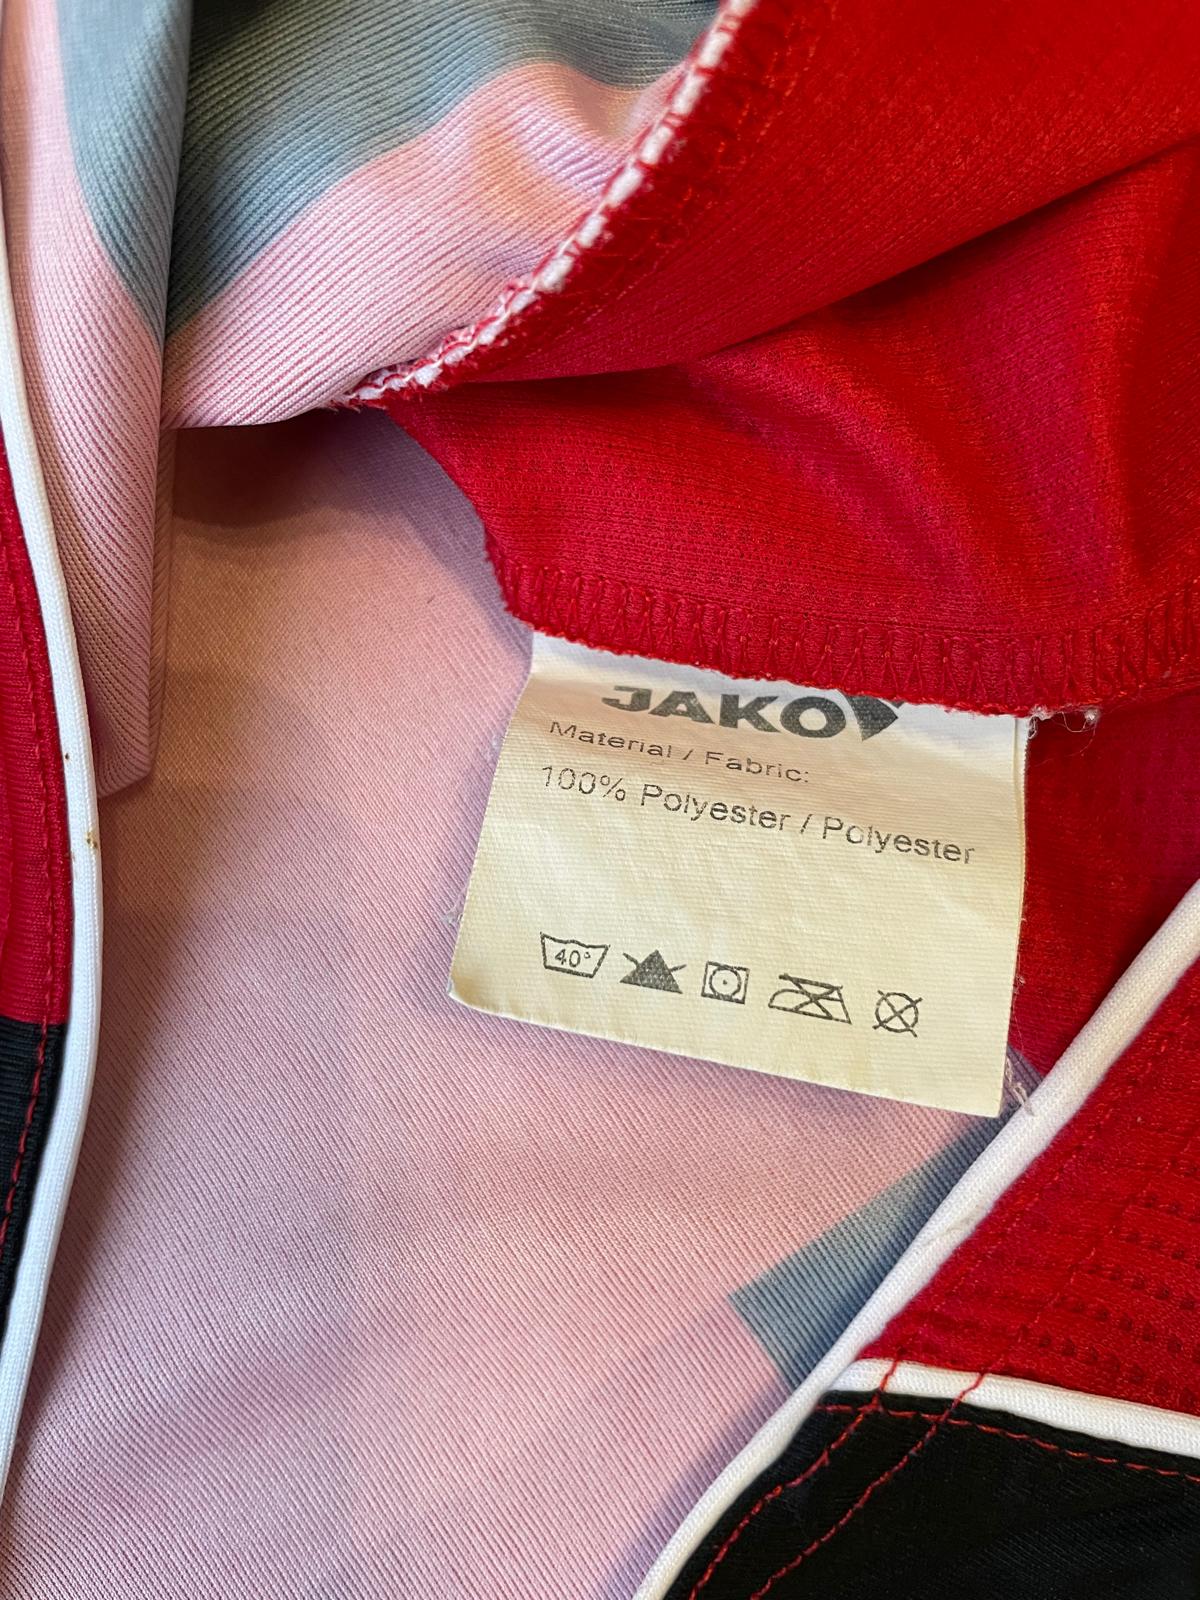 JAKO
Material / Fabric:
100% Polyester / Polyester
40°